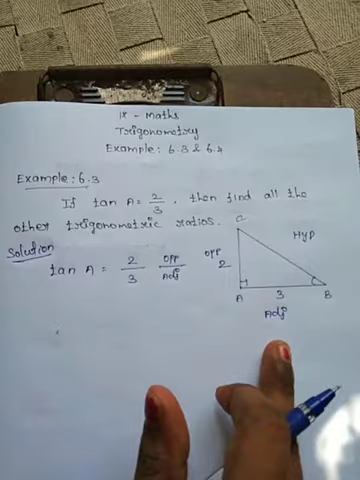 IX - Maths
Trigonometry
Example: 6.3 & 6.4
Example: 6.3
If tan A = 2/3, then find all the
other trigonometric ratios.
Solution
tan A = 2/3 opp/Adj
C
Hyp
opp
2
A 3 B
Adj